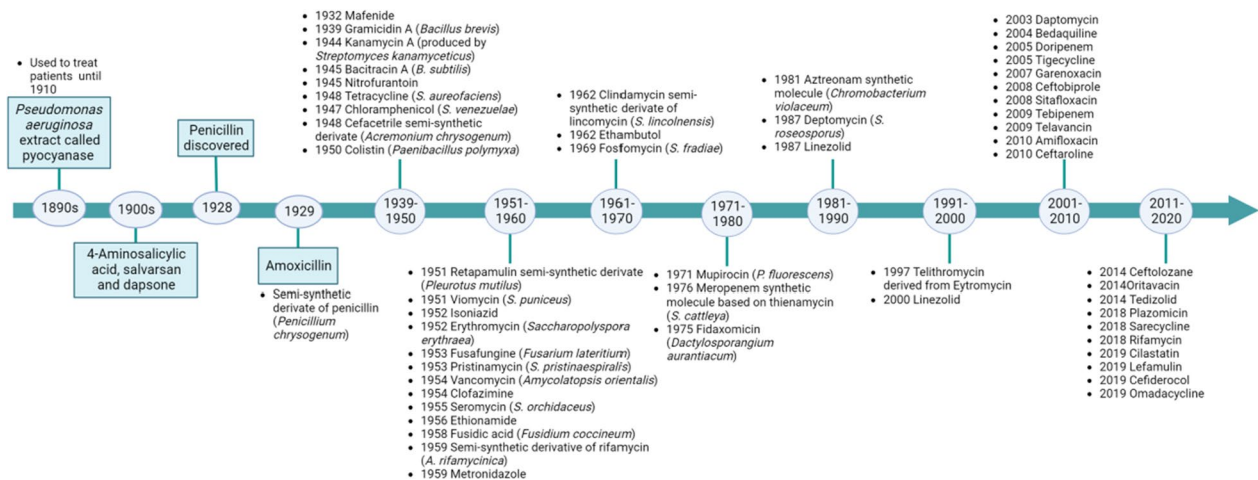 • Used to treat
patients until
1910
Pseudomonas
aeruginosa
extract called
pyocyanase
1890s
1900s
4-Aminosalicylic
acid, salvarsan
and dapsone
Penicillin
discovered
1928
1929
Amoxicillin
• Semi-synthetic
derivate of penicillin
(Penicillium
chrysogenum)
• 1932 Mafenide
• 1939 Gramicidin A (Bacillus brevis)
• 1944 Kanamycin A (produced by
Streptomyces kanamyceticus)
• 1945 Bacitracin A (B. subtilis)
• 1945 Nitrofurantoin
• 1948 Tetracycline (S. aureofaciens)
• 1947 Chloramphenicol (S. venezuelae)
• 1948 Cefacetrile semi-synthetic
derivate (Acremonium chrysogenum)
• 1950 Colistin (Paenibacillus polymyxa)
1939-
1950
1951-
1960
• 1951 Retapamulin semi-synthetic derivate
(Pleurotus mutilus)
• 1951 Viomycin (S. puniceus)
• 1952 Isoniazid
• 1952 Erythromycin (Saccharopolyspora
erythraea)
• 1953 Fusafungine (Fusarium lateritium)
• 1953 Pristinamycin (S. pristinaespiralis)
• 1954 Vancomycin (Amycolatopsis orientalis)
• 1954 Clofazimine
• 1955 Seromycin (S. orchidaceus)
• 1956 Ethionamide
• 1958 Fusidic acid (Fusidium coccineum)
• 1959 Semi-synthetic derivative of rifamycin
(A. rifamycinica)
• 1959 Metronidazole
• 1962 Clindamycin semi-
synthetic derivate of
lincomycin (S. lincolnensis)
• 1962 Ethambutol
• 1969 Fosfomycin (S. fradiae)
1961-
1970
1971-
1980
• 1971 Mupirocin (P. fluorescens)
• 1976 Meropenem synthetic
molecule based on thienamycin
(S. cattleya)
• 1975 Fidaxomicin
(Dactylosporangium
aurantiacum)
• 1981 Aztreonam synthetic
molecule (Chromobacterium
violaceum)
• 1987 Deptomycin (S.
roseosporus)
• 1987 Linezolid
1981-
1990
1991-
2000
• 1997 Telithromycin
derived from Eytromycin
• 2000 Linezolid
• 2003 Daptomycin
• 2004 Bedaquiline
• 2005 Doripenem
• 2005 Tigecycline
• 2007 Garenoxacin
• 2008 Ceftobiprole
• 2008 Sitafloxacin
• 2009 Tebipenem
• 2009 Telavancin
• 2010 Amifloxacin
• 2010 Ceftaroline
2001-
2010
2011-
2020
• 2014 Ceftolozane
• 2014Oritavacin
• 2014 Tedizolid
• 2018 Plazomicin
• 2018 Sarecycline
• 2018 Rifamycin
• 2019 Cilastatin
• 2019 Lefamulin
• 2019 Cefiderocol
• 2019 Omadacycline